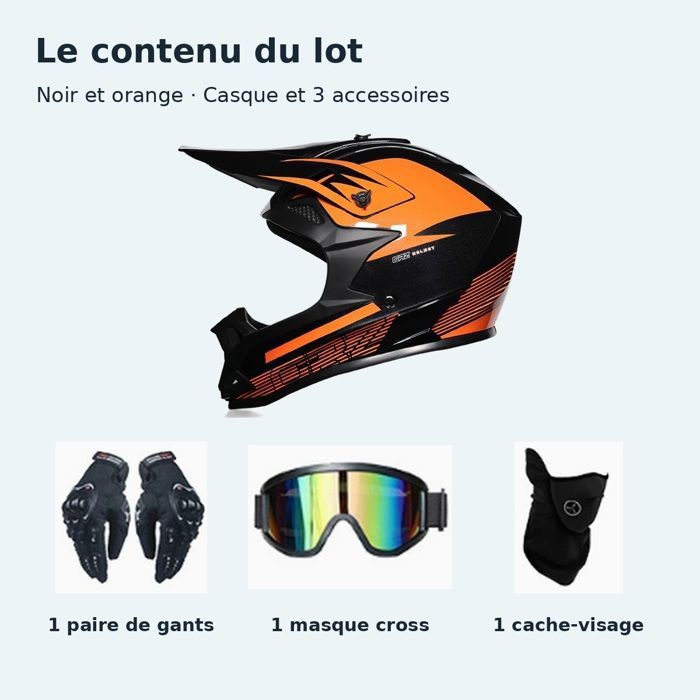 Le contenu du lot
Noir et orange · Casque et 3 accessoires
HELMET
1 paire de gants
1 masque cross
1 cache-visage